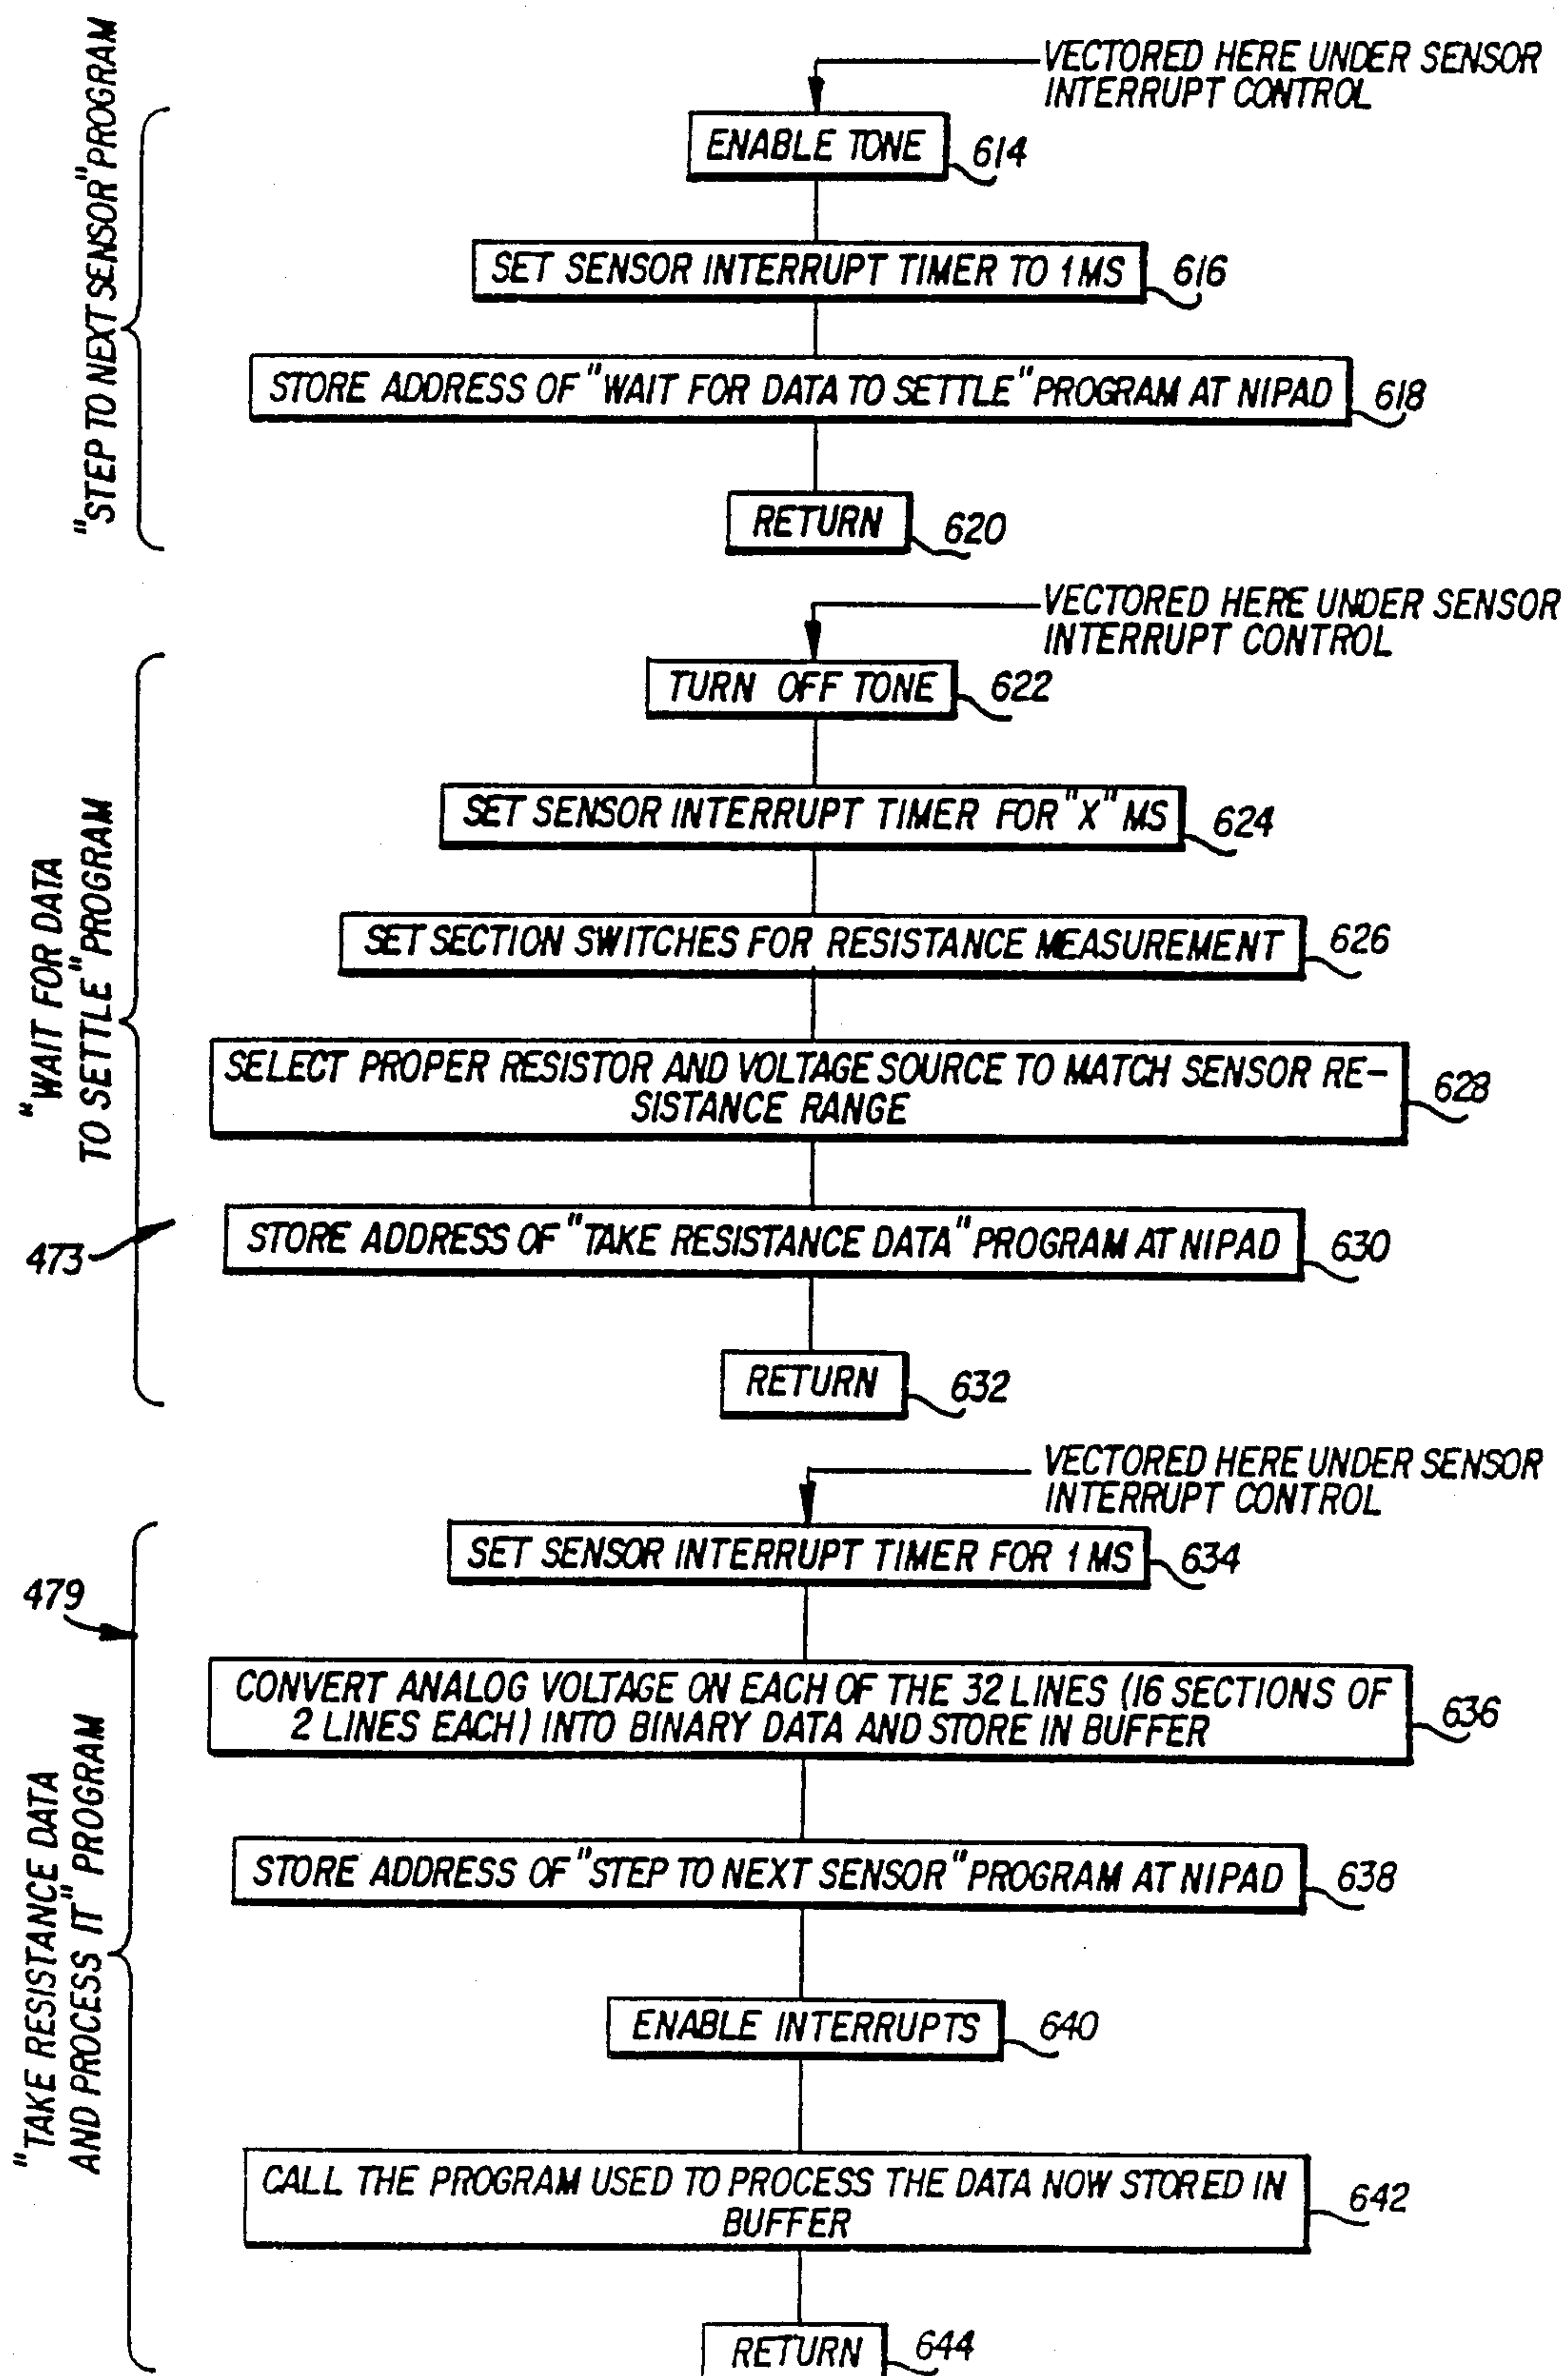 "STEP TO NEXT SENSOR" PROGRAM
VECTORED HERE UNDER SENSOR
INTERRUPT CONTROL
ENABLE TONE
614
SET SENSOR INTERRUPT TIMER TO 1MS
616
STORE ADDRESS OF "WAIT FOR DATA TO SETTLE" PROGRAM AT NIPAD
618
RETURN
620
"WAIT FOR DATA
TO SETTLE" PROGRAM
473
VECTORED HERE UNDER SENSOR
INTERRUPT CONTROL
TURN OFF TONE
622
SET SENSOR INTERRUPT TIMER FOR "X" MS
624
SET SECTION SWITCHES FOR RESISTANCE MEASUREMENT
626
SELECT PROPER RESISTOR AND VOLTAGE SOURCE TO MATCH SENSOR RE-
SISTANCE RANGE
628
STORE ADDRESS OF "TAKE RESISTANCE DATA" PROGRAM AT NIPAD
630
RETURN
632
"TAKE RESISTANCE DATA
AND PROCESS IT" PROGRAM
479
VECTORED HERE UNDER SENSOR
INTERRUPT CONTROL
SET SENSOR INTERRUPT TIMER FOR 1MS
634
CONVERT ANALOG VOLTAGE ON EACH OF THE 32 LINES (16 SECTIONS OF
2 LINES EACH) INTO BINARY DATA AND STORE IN BUFFER
636
STORE ADDRESS OF "STEP TO NEXT SENSOR" PROGRAM AT NIPAD
638
ENABLE INTERRUPTS
640
CALL THE PROGRAM USED TO PROCESS THE DATA NOW STORED IN
BUFFER
642
RETURN
644